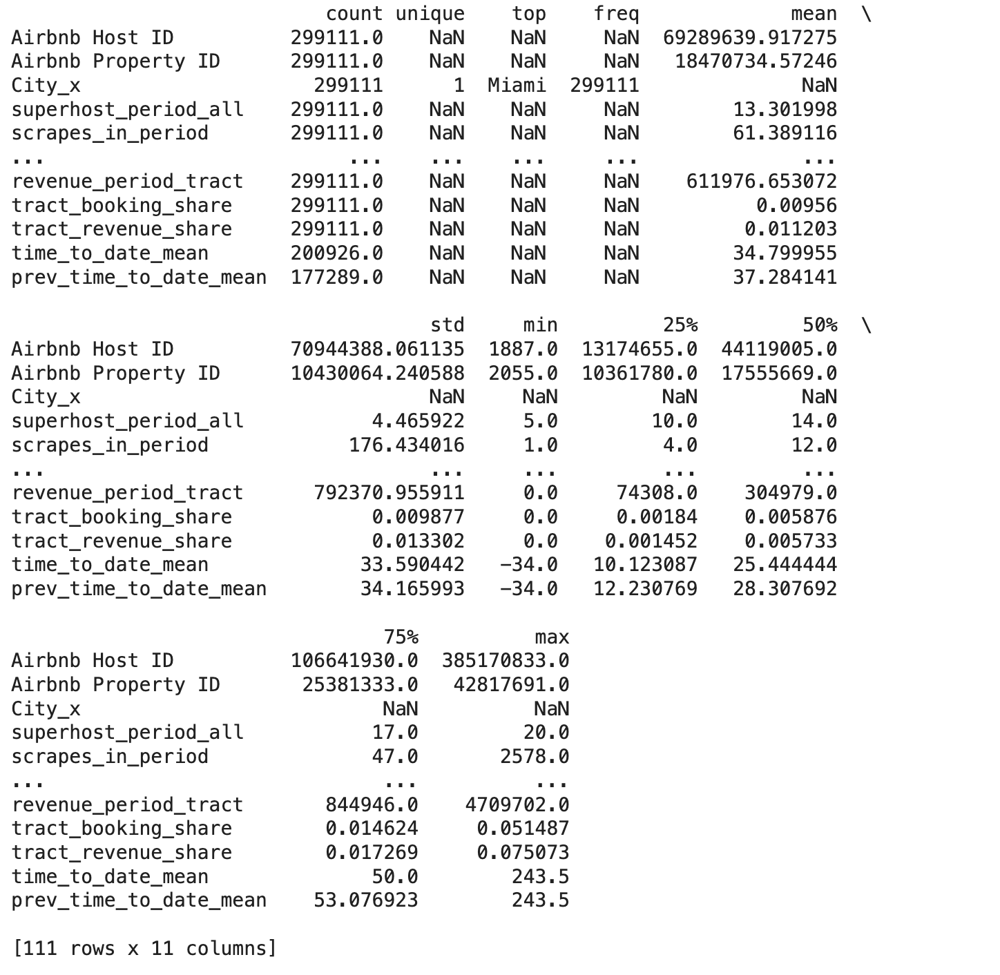 count unique    top    freq             mean  \
Airbnb Host ID          299111.0    NaN    NaN     NaN  69289639.917275
Airbnb Property ID      299111.0    NaN    NaN     NaN   18470734.57246
City_x                    299111      1  Miami  299111              NaN
superhost_period_all    299111.0    NaN    NaN     NaN        13.301998
scrapes_in_period       299111.0    NaN    NaN     NaN        61.389116
...                          ...    ...    ...     ...              ...
revenue_period_tract    299111.0    NaN    NaN     NaN    611976.653072
tract_booking_share     299111.0    NaN    NaN     NaN          0.00956
tract_revenue_share     299111.0    NaN    NaN     NaN         0.011203
time_to_date_mean       200926.0    NaN    NaN     NaN        34.799955
prev_time_to_date_mean  177289.0    NaN    NaN     NaN        37.284141

                                    std     min         25%         50%  \
Airbnb Host ID          70944388.061135  1887.0  13174655.0  44119005.0
Airbnb Property ID      10430064.240588  2055.0  10361780.0  17555669.0
City_x                              NaN     NaN         NaN         NaN
superhost_period_all           4.465922     5.0        10.0        14.0
scrapes_in_period            176.434016     1.0         4.0        12.0
...                                 ...     ...         ...         ...
revenue_period_tract      792370.955911     0.0     74308.0    304979.0
tract_booking_share            0.009877     0.0     0.00184    0.005876
tract_revenue_share            0.013302     0.0    0.001452    0.005733
time_to_date_mean             33.590442   -34.0   10.123087   25.444444
prev_time_to_date_mean        34.165993   -34.0   12.230769   28.307692

                                75%          max
Airbnb Host ID          106641930.0  385170833.0
Airbnb Property ID       25381333.0   42817691.0
City_x                          NaN          NaN
superhost_period_all           17.0         20.0
scrapes_in_period              47.0       2578.0
...                             ...          ...
revenue_period_tract       844946.0    4709702.0
tract_booking_share        0.014624     0.051487
tract_revenue_share        0.017269     0.075073
time_to_date_mean              50.0        243.5
prev_time_to_date_mean    53.076923        243.5

[111 rows x 11 columns]